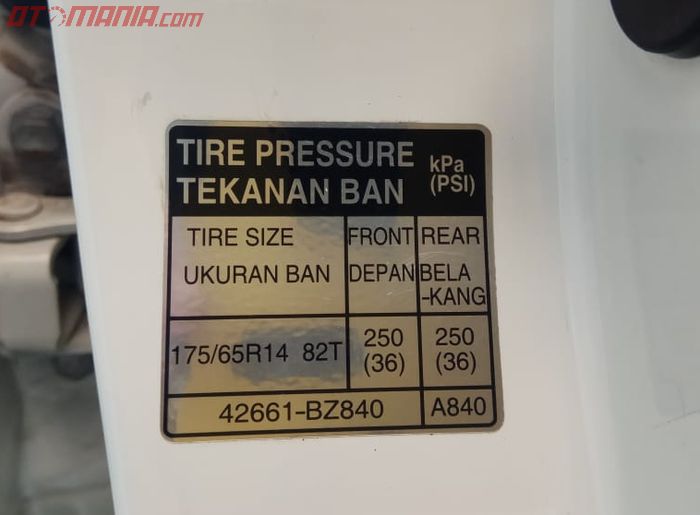 OTOMANIA.com
TIRE PRESSURE
TEKANAN BAN
kPa
(PSI)
TIRE SIZE
UKURAN BAN
FRONT
DEPAN
REAR
BELA
-KANG
175/65R14 82T
250
(36)
250
(36)
42661-BZ840
A840